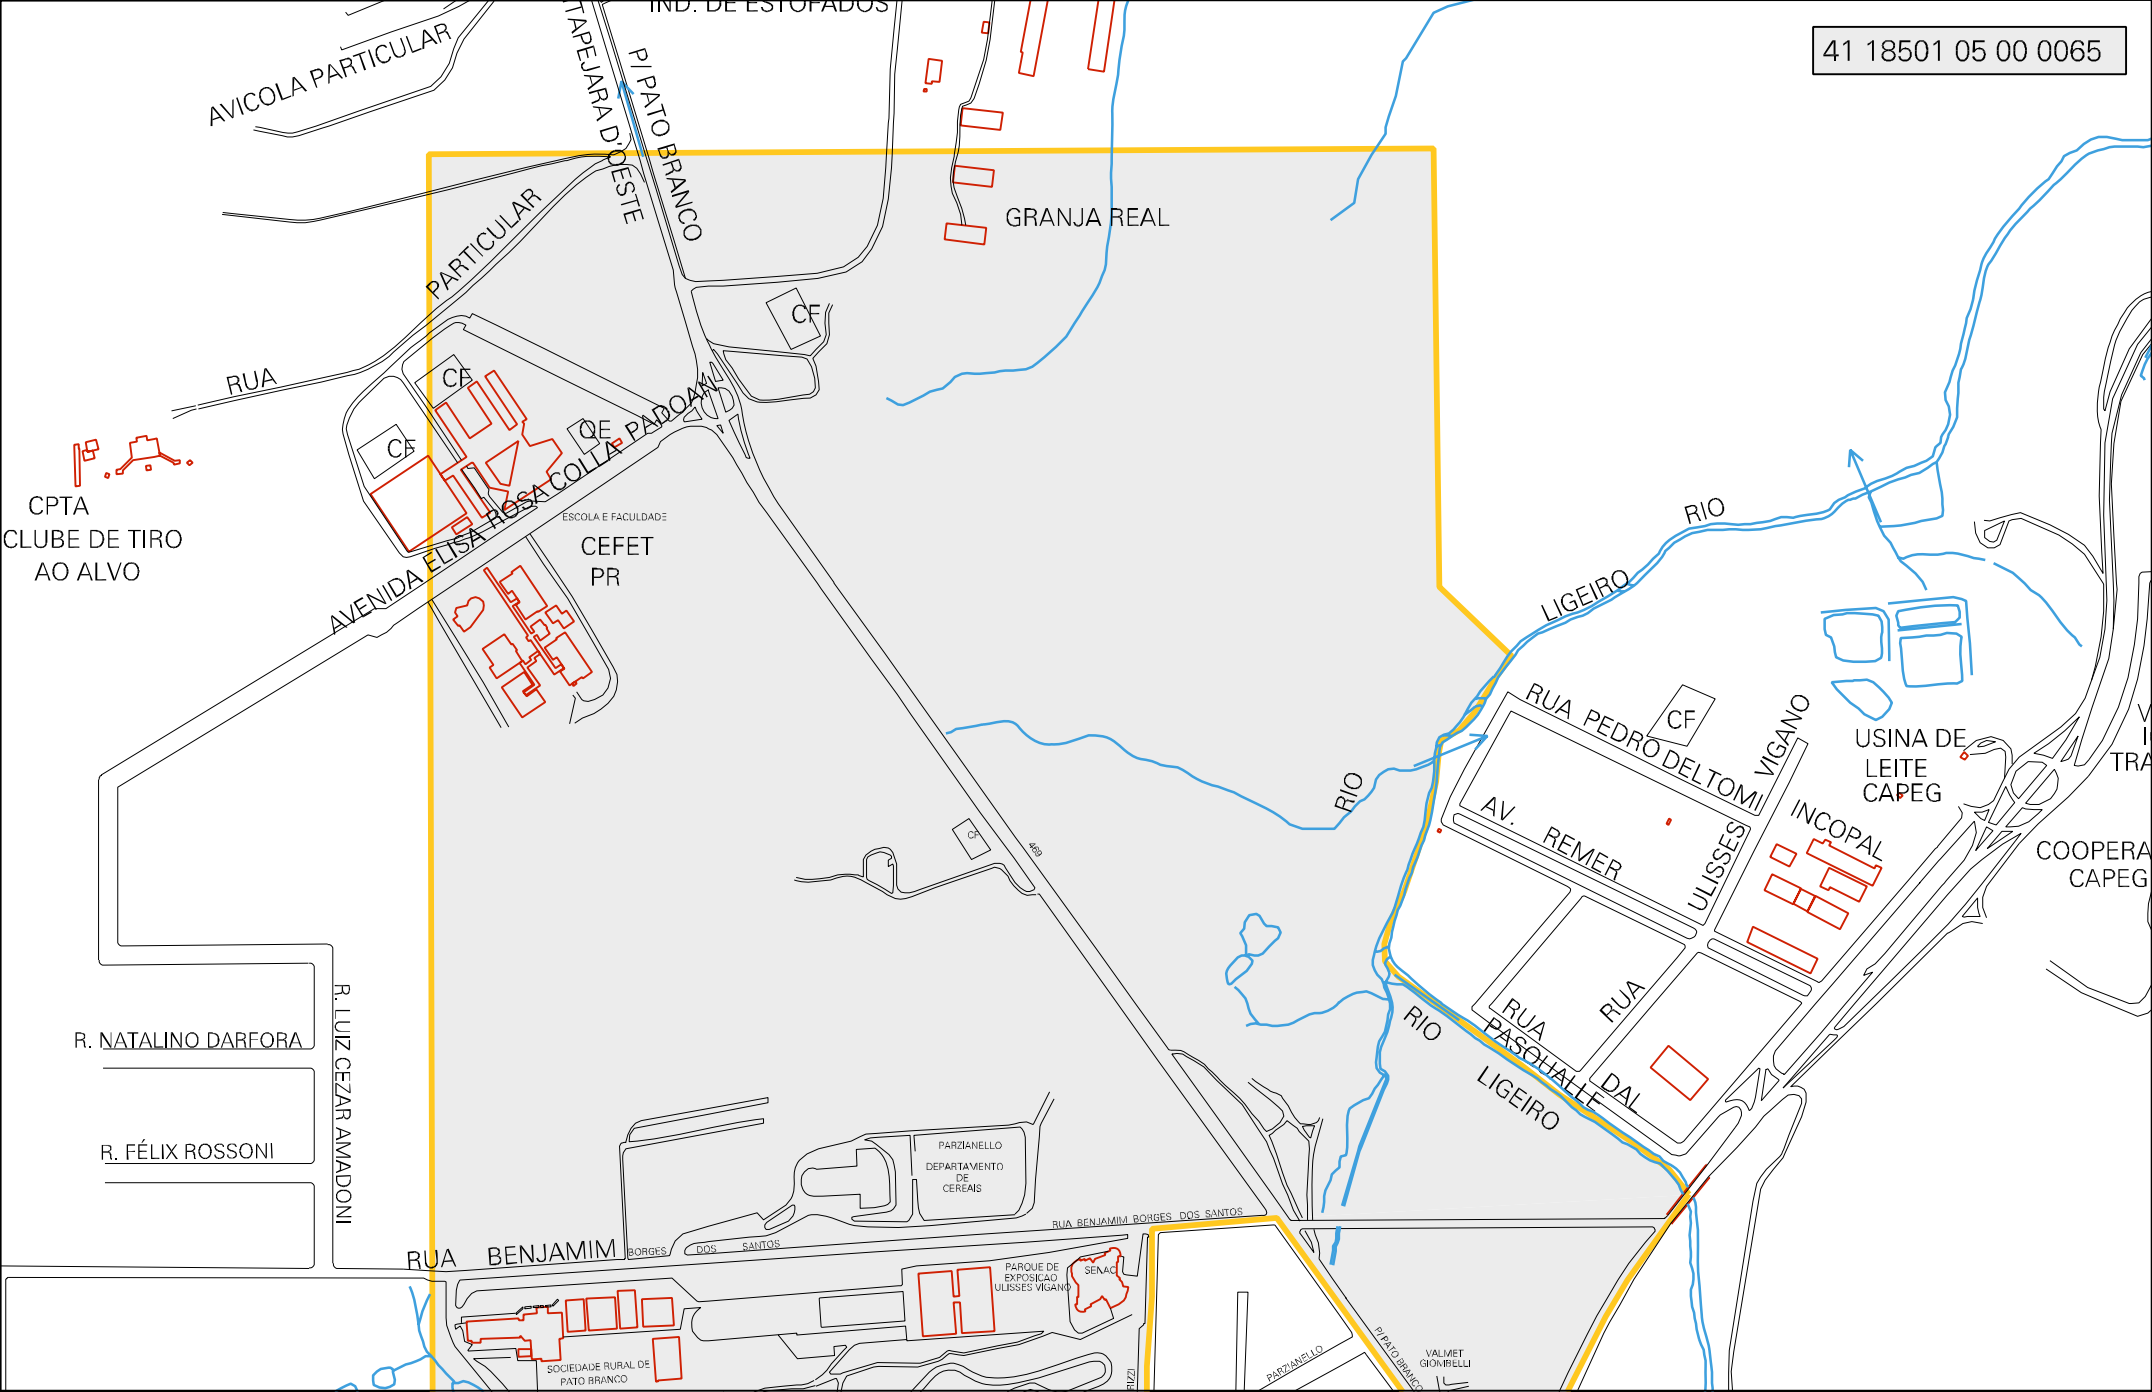 IND. DE ESTOFADOS
41 18501 05 00 0065
AVICOLA PARTICULAR
P/ PATO BRANCO
GRANJA REAL
RUA PARTICULAR
CF
CF
CF
QE
AVENIDA ELISA ROSA COLLA PADOAN
CPTA
CLUBE DE TIRO
AO ALVO
ESCOLA E FACULDADE
CEFET
PR
RIO
LIGEIRO
RUA PEDRO DELTOMI
CF
ULISSES VIGANO
USINA DE
LEITE
CAPEG
RIO
AV. REMER
INCOPAL
COOPERA
CAPEG
CF
469
R. LUIZ CEZAR AMADONI
R. NATALINO DARFORA
R. FÉLIX ROSSONI
RIO
LIGEIRO
RUA
RUA
PASQUALLE
DAL
PARZIANELLO
DEPARTAMENTO
DE
CEREAIS
RUA BENJAMIM BORGES DOS SANTOS
RUA BENJAMIM BORGES DOS SANTOS
PARQUE DE
EXPOSICAO
ULISSES VIGANO
SENAC
SOCIEDADE RURAL DE
PATO BRANCO
PARZIANELLO
P/ PATO BRANCO
VALMET
GIOMBELLI